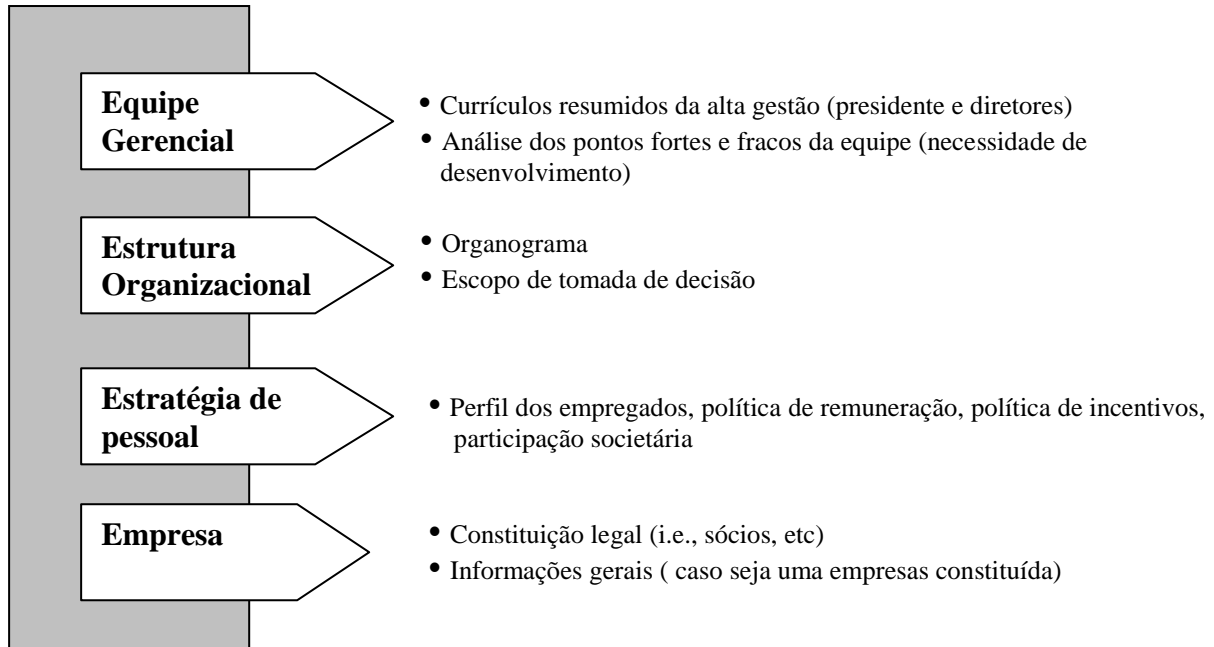 Equipe
Gerencial
• Currículos resumidos da alta gestão (presidente e diretores)
• Análise dos pontos fortes e fracos da equipe (necessidade de
desenvolvimento)
Estrutura
Organizacional
• Organograma
• Escopo de tomada de decisão
Estratégia de
pessoal
• Perfil dos empregados, política de remuneração, política de incentivos,
participação societária
Empresa
• Constituição legal (i.e., sócios, etc)
• Informações gerais ( caso seja uma empresas constituída)